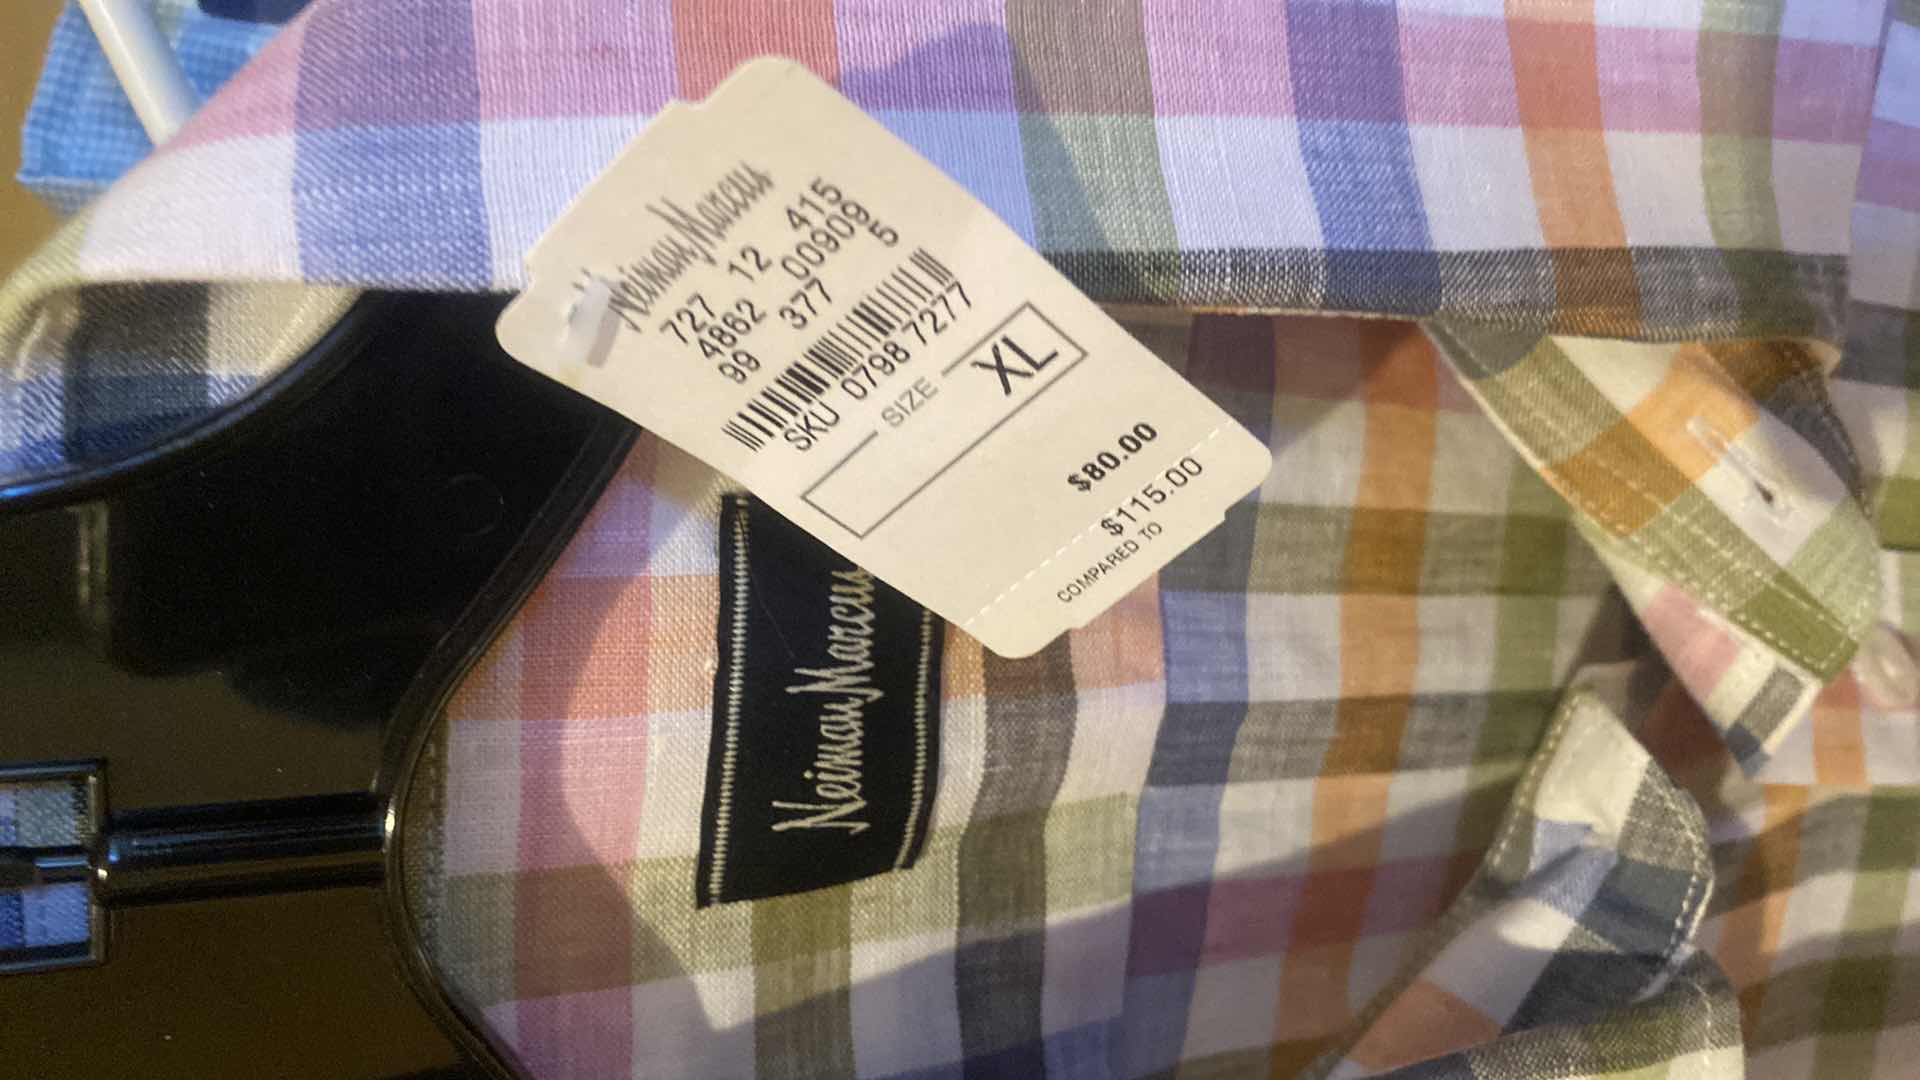 Neiman Marcus
727 12 415
4862 00909
99 377 5
SKU 0798 7277
SIZE
XL
$80.00
$115.00
COMPARED TO
Neiman Marcus